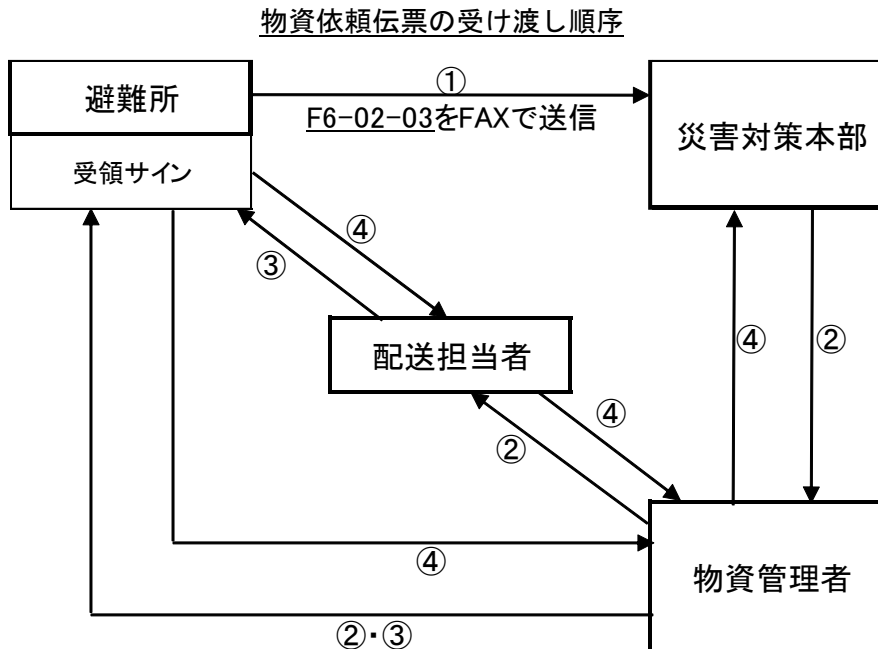 物資依頼伝票の受け渡し順序
避難所
①
F6-02-03をFAXで送信
災害対策本部
受領サイン
④
③
配送担当者
④
②
④
②
④
物資管理者
②・③